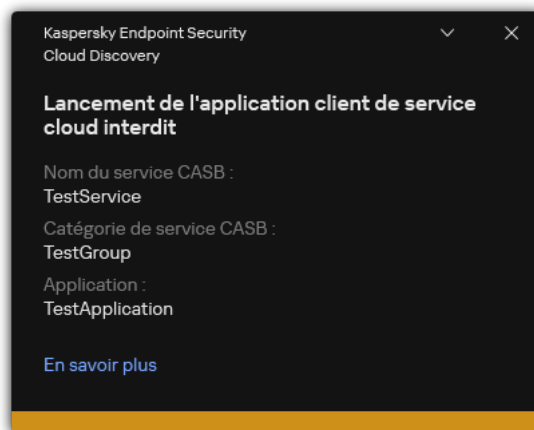 Kaspersky Endpoint Security
Cloud Discovery
Lancement de l'application client de service
cloud interdit
Nom du service CASB :
TestService
Catégorie de service CASB :
TestGroup
Application :
TestApplication
En savoir plus